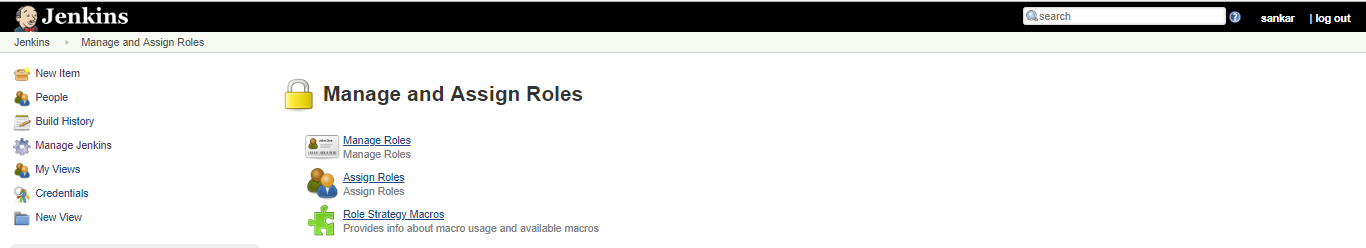 Jenkins
search
sankar | log out
Jenkins Manage and Assign Roles
New Item
People
Build History
Manage Jenkins
My Views
Credentials
New View
Manage and Assign Roles
Manage Roles
Manage Roles
Assign Roles
Assign Roles
Role Strategy Macros
Provides info about macro usage and available macros